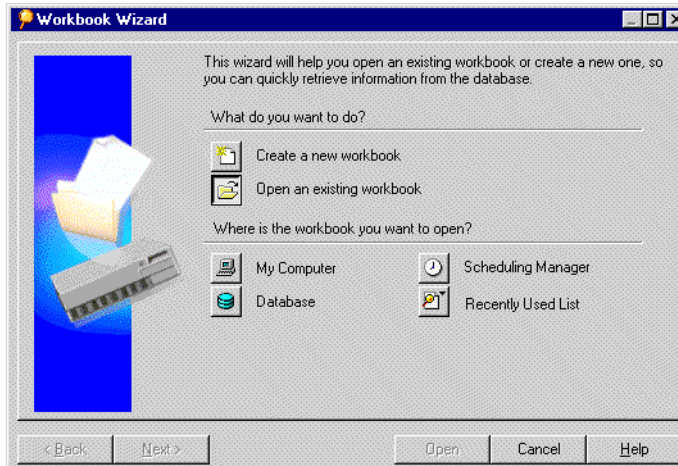 Workbook Wizard
This wizard will help you open an existing workbook or create a new one, so
you can quickly retrieve information from the database.
What do you want to do?
Create a new workbook
Open an existing workbook
Where is the workbook you want to open?
My Computer
Scheduling Manager
Database
Recently Used List
< Back
Next >
Open
Cancel
Help